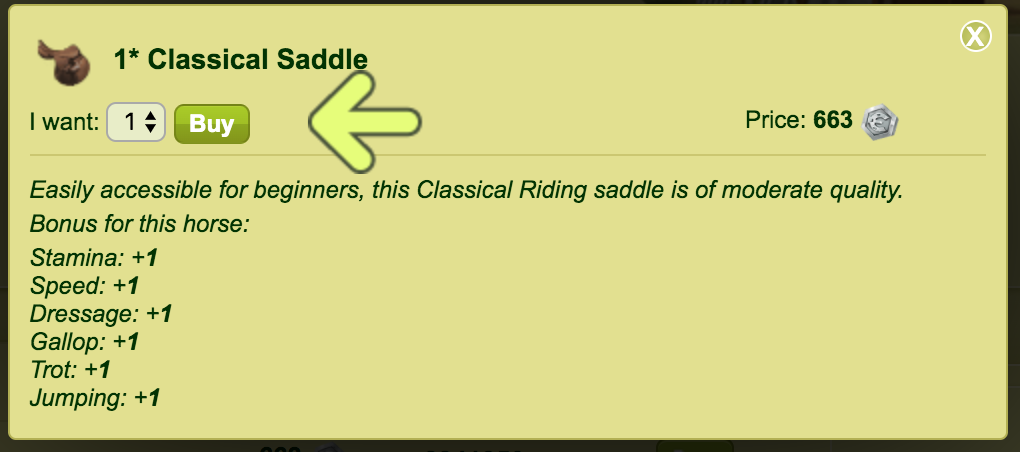 1* Classical Saddle
X
I want: 1 Buy
Price: 663
Easily accessible for beginners, this Classical Riding saddle is of moderate quality.
Bonus for this horse:
Stamina: +1
Speed: +1
Dressage: +1
Gallop: +1
Trot: +1
Jumping: +1